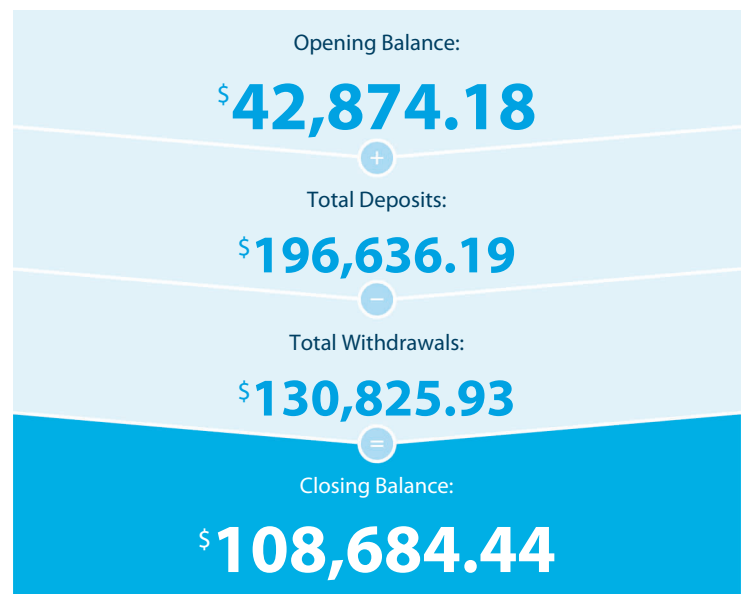 Opening Balance:
$42,874.18
+
Total Deposits:
$196,636.19
−
Total Withdrawals:
$130,825.93
=
Closing Balance:
$108,684.44